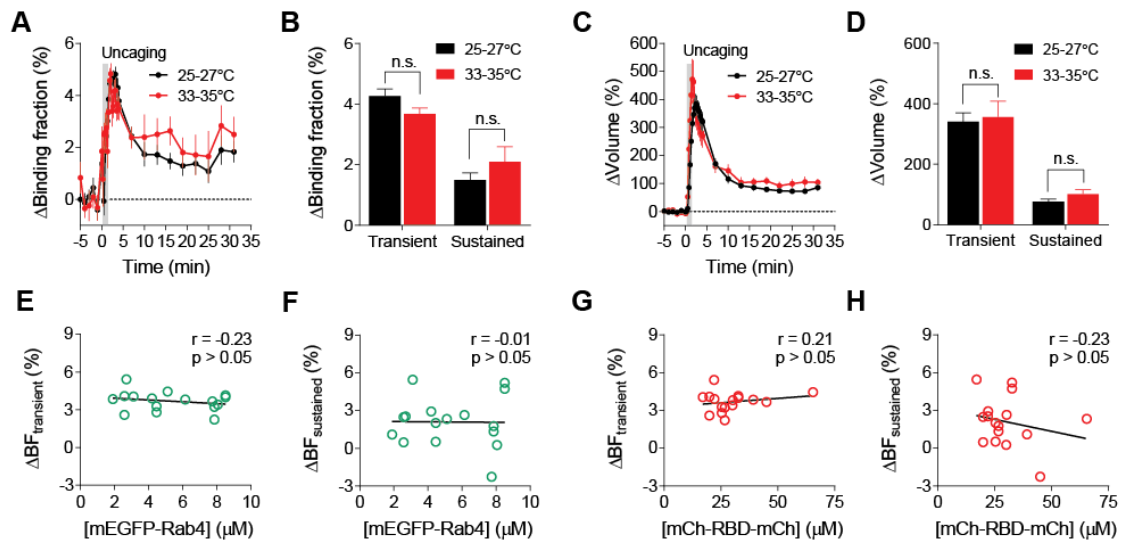 A
Uncaging
25-27°C
33-35°C
ΔBinding fraction (%)
6
4
2
0
-5 0 5 10 15 20 25 30 35
Time (min)
B
25-27°C
33-35°C
ΔBinding fraction (%)
6
4
2
0
n.s.
n.s.
Transient Sustained
C
Uncaging
25-27°C
33-35°C
ΔVolume (%)
600
500
400
300
200
100
0
-5 0 5 10 15 20 25 30 35
Time (min)
D
25-27°C
33-35°C
ΔVolume (%)
600
400
200
0
n.s.
n.s.
Transient Sustained
E
r = -0.23
p > 0.05
ΔBFtransient (%)
9
6
3
0
-3
0 2 4 6 8 10
[mEGFP-Rab4] (μM)
F
r = -0.01
p > 0.05
ΔBFsustained (%)
9
6
3
0
-3
0 2 4 6 8 10
[mEGFP-Rab4] (μM)
G
r = 0.21
p > 0.05
ΔBFtransient (%)
9
6
3
0
-3
0 25 50 75
[mCh-RBD-mCh] (μM)
H
r = -0.23
p > 0.05
ΔBFsustained (%)
9
6
3
0
-3
0 25 50 75
[mCh-RBD-mCh] (μM)